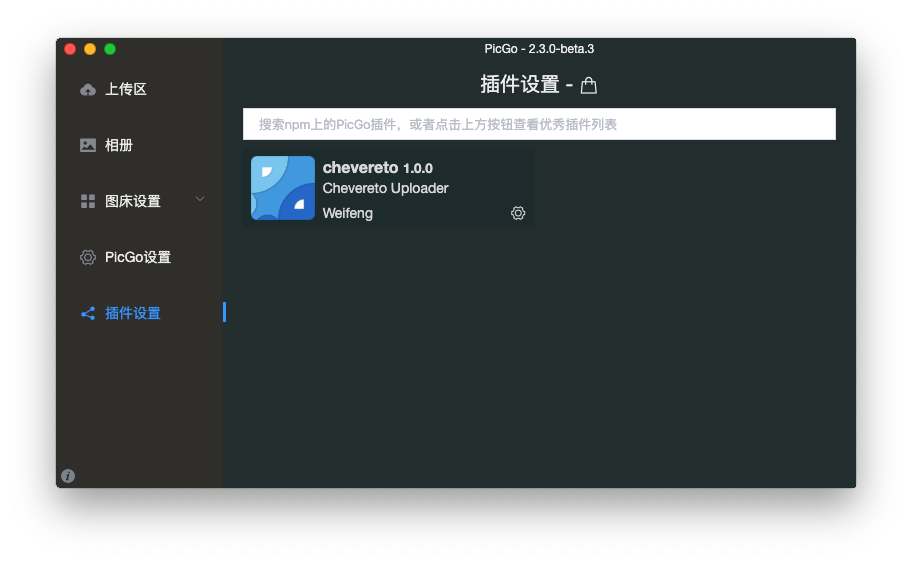 PicGo - 2.3.0-beta.3
上传区
相册
图床设置
PicGo设置
插件设置
插件设置 -
搜索npm上的PicGo插件，或者点击上方按钮查看优秀插件列表
chevereto 1.0.0
Chevereto Uploader
Weifeng